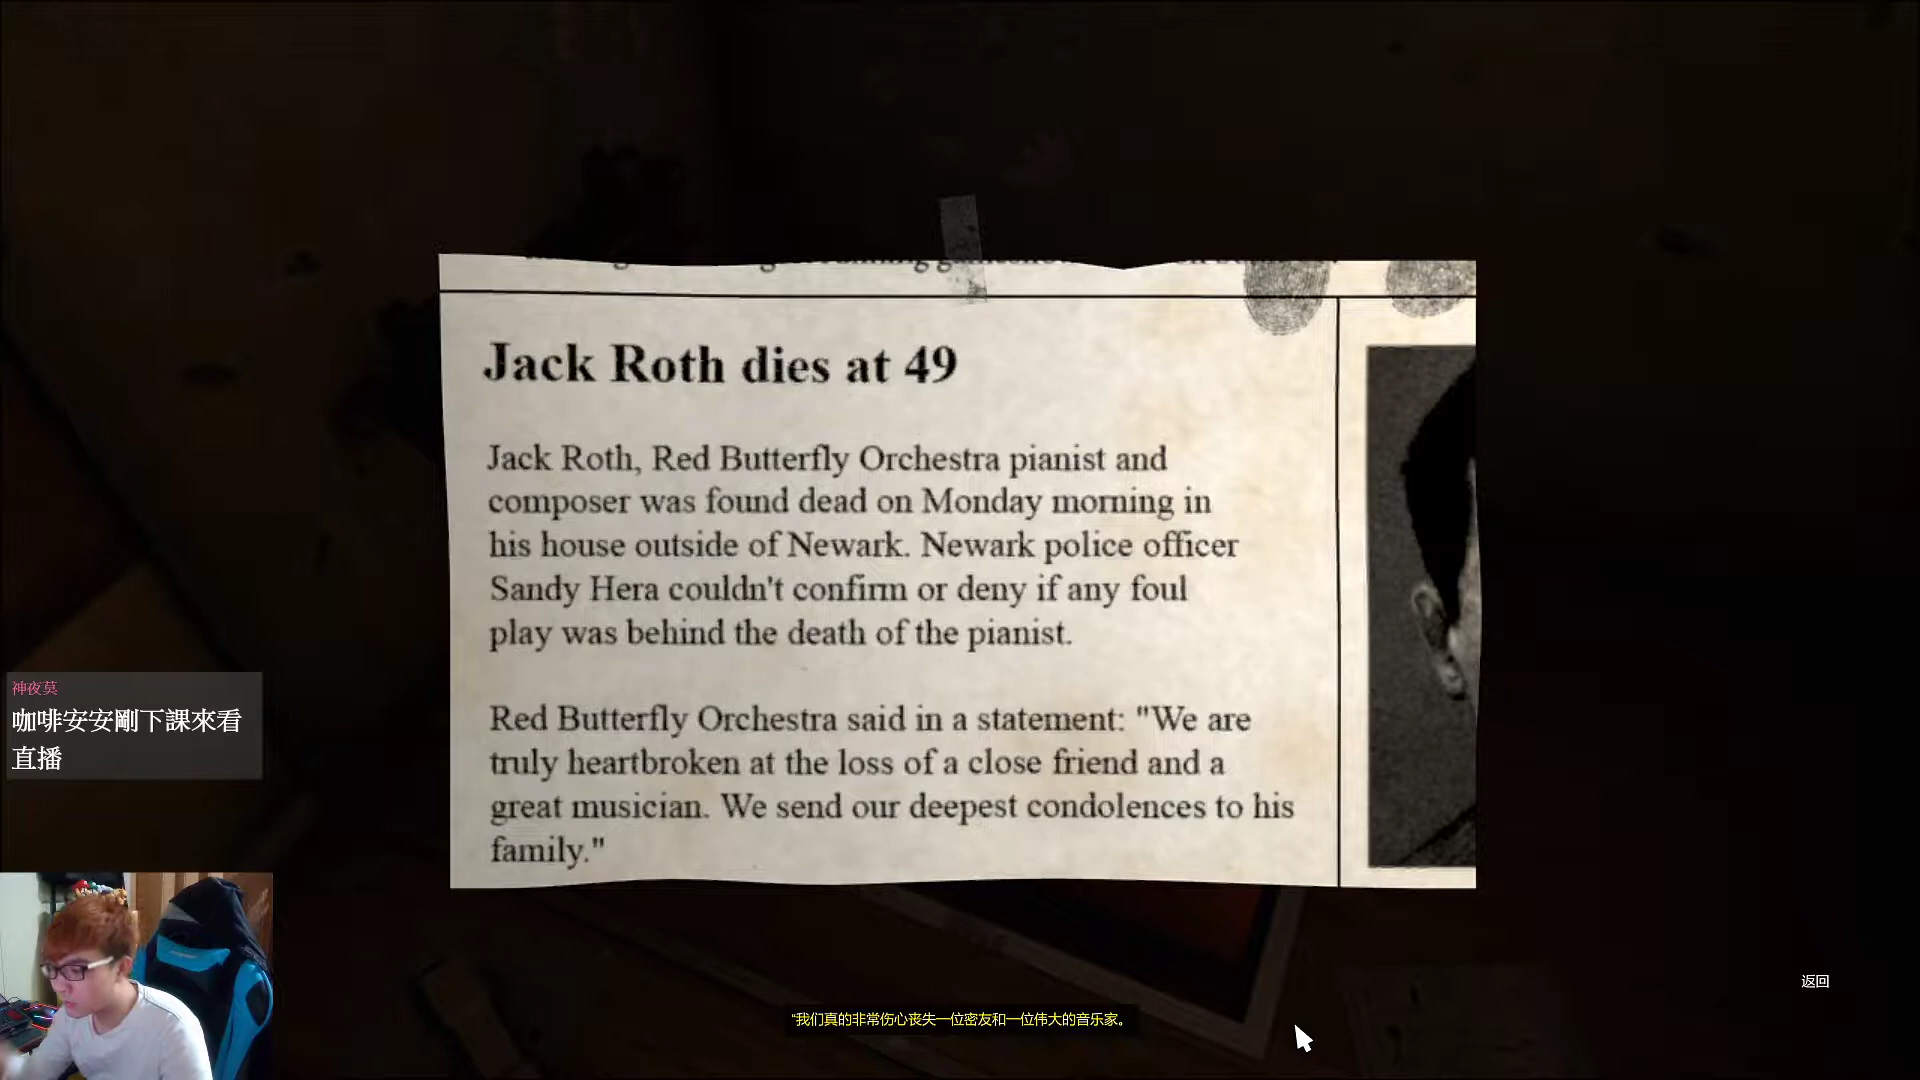 Jack Roth dies at 49
Jack Roth, Red Butterfly Orchestra pianist and
composer was found dead on Monday morning in
his house outside of Newark. Newark police officer
Sandy Hera couldn't confirm or deny if any foul
play was behind the death of the pianist.
Red Butterfly Orchestra said in a statement: "We are
truly heartbroken at the loss of a close friend and a
great musician. We send our deepest condolences to his
family."
神夜莫
咖啡安安剛下課來看
直播
返回
“我们真的非常伤心丧失一位密友和一位伟大的音乐家。